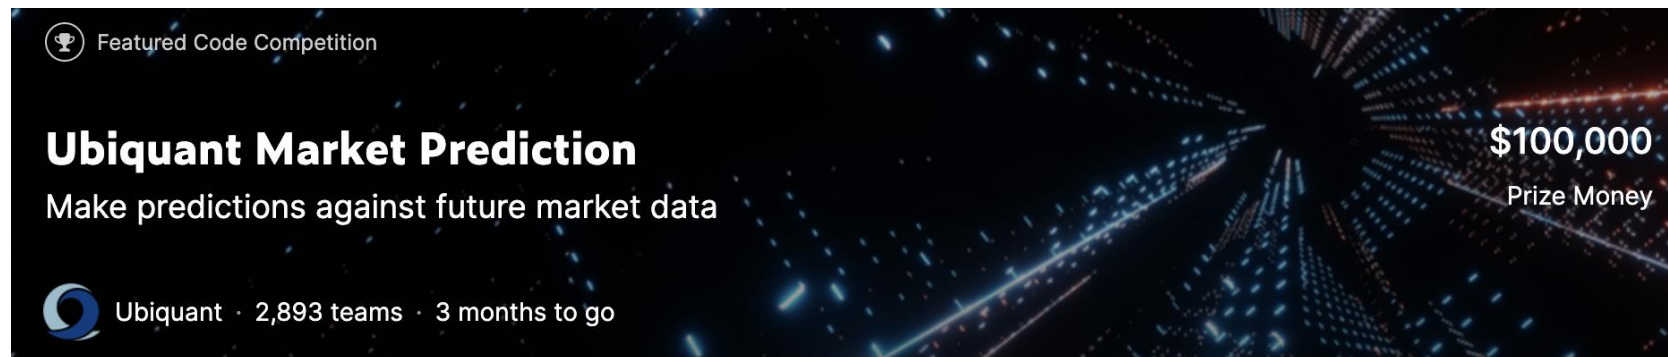 Featured Code Competition
Ubiquant Market Prediction
Make predictions against future market data
$100,000
Prize Money
Ubiquant · 2,893 teams · 3 months to go